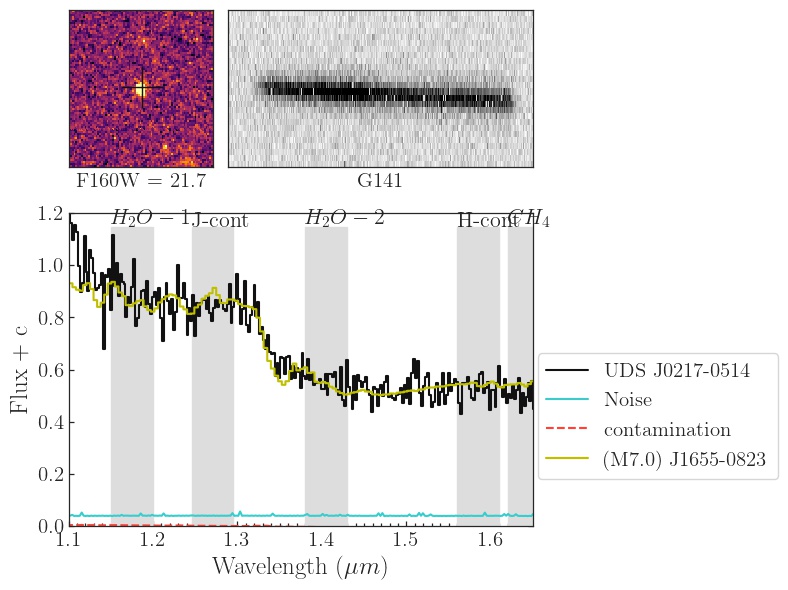 F160W = 21.7
G141
H₂O − 1 J-cont H₂O − 2 H-cont CH₄
1.2
1.0
0.8
0.6
0.4
0.2
0.0
Flux + c
1.1 1.2 1.3 1.4 1.5 1.6
Wavelength (μm)
UDS J0217-0514
Noise
contamination
(M7.0) J1655-0823